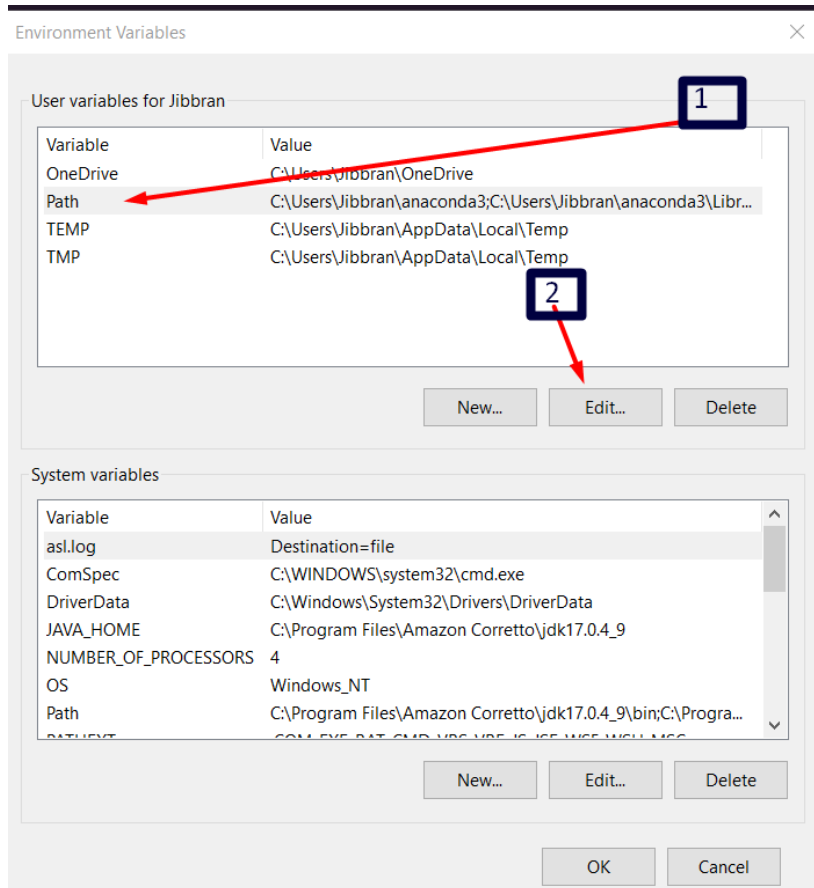 Environment Variables
User variables for Jibbran
1
Variable Value
OneDrive C:\Users\Jibbran\OneDrive
Path C:\Users\Jibbran\anaconda3;C:\Users\Jibbran\anaconda3\Libr...
TEMP C:\Users\Jibbran\AppData\Local\Temp
TMP C:\Users\Jibbran\AppData\Local\Temp
2
New... Edit... Delete
System variables
Variable Value
asl.log Destination=file
ComSpec C:\WINDOWS\system32\cmd.exe
DriverData C:\Windows\System32\Drivers\DriverData
JAVA_HOME C:\Program Files\Amazon Corretto\jdk17.0.4_9
NUMBER_OF_PROCESSORS 4
OS Windows_NT
Path C:\Program Files\Amazon Corretto\jdk17.0.4_9\bin;C:\Progra...
New... Edit... Delete
OK Cancel